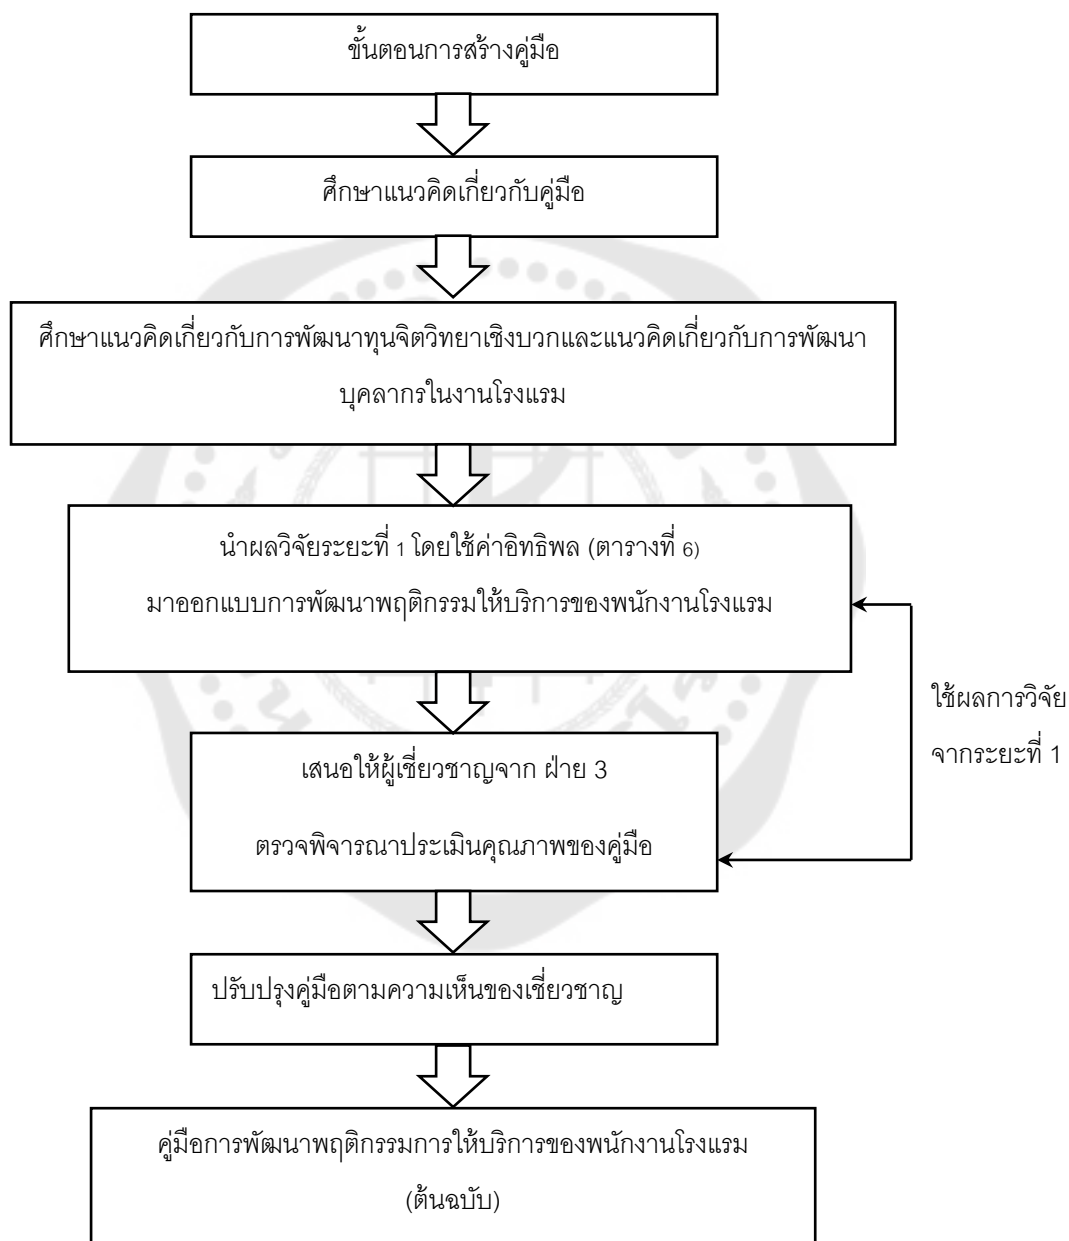 ขั้นตอนการสร้างคู่มือ
ศึกษาแนวคิดเกี่ยวกับคู่มือ
ศึกษาแนวคิดเกี่ยวกับการพัฒนาทุนจิตวิทยาเชิงบวกและแนวคิดเกี่ยวกับการพัฒนา
บุคลากรในงานโรงแรม
นำผลวิจัยระยะที่ 1 โดยใช้ค่าอิทธิพล (ตารางที่ 6)
มาออกแบบการพัฒนาพฤติกรรมให้บริการของพนักงานโรงแรม
ใช้ผลการวิจัย
จากระยะที่ 1
เสนอให้ผู้เชี่ยวชาญจาก ฝ่าย 3
ตรวจพิจารณาประเมินคุณภาพของคู่มือ
ปรับปรุงคู่มือตามความเห็นของเชี่ยวชาญ
คู่มือการพัฒนาพฤติกรรมการให้บริการของพนักงานโรงแรม
(ต้นฉบับ)